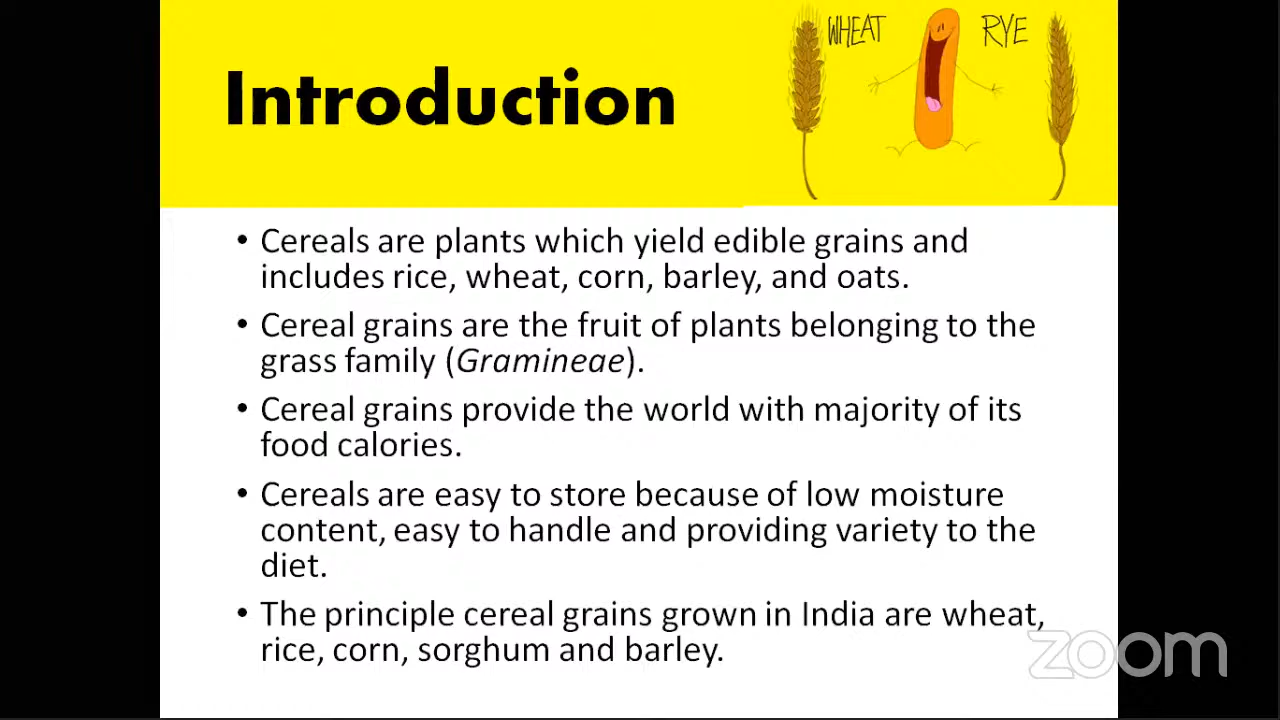 WHEAT
RYE
Introduction
• Cereals are plants which yield edible grains and
includes rice, wheat, corn, barley, and oats.
• Cereal grains are the fruit of plants belonging to the
grass family (Gramineae).
• Cereal grains provide the world with majority of its
food calories.
• Cereals are easy to store because of low moisture
content, easy to handle and providing variety to the
diet.
• The principle cereal grains grown in India are wheat,
rice, corn, sorghum and barley.
zoom